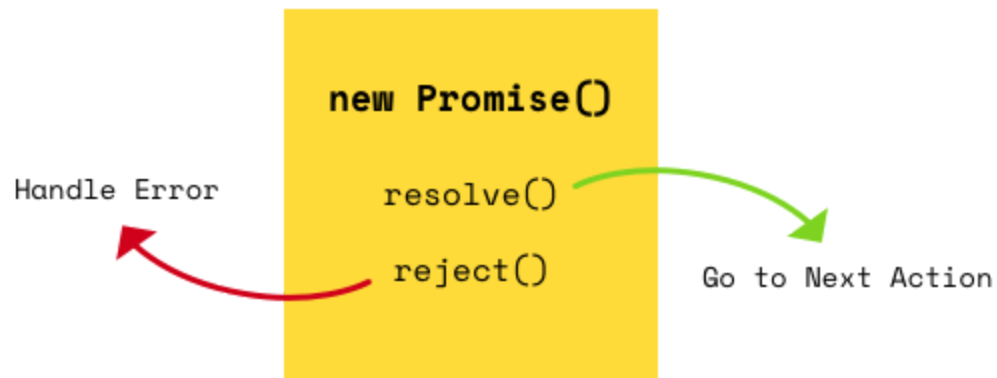 new Promise()
resolve()
reject()
Handle Error
Go to Next Action